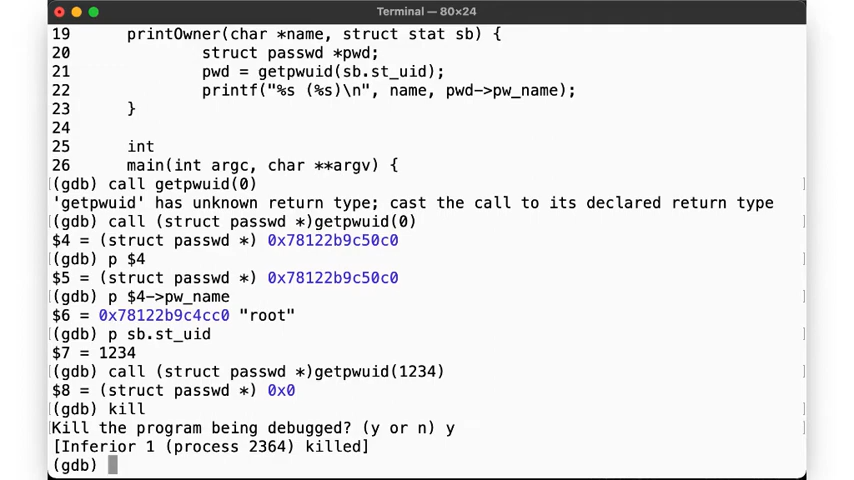 Terminal — 80×24
19      printOwner(char *name, struct stat sb) {
20              struct passwd *pwd;
21              pwd = getpwuid(sb.st_uid);
22              printf("%s (%s)\n", name, pwd->pw_name);
23      }
24
25      int
26      main(int argc, char **argv) {
(gdb) call getpwuid(0)
'getpwuid' has unknown return type; cast the call to its declared return type
(gdb) call (struct passwd *)getpwuid(0)
$4 = (struct passwd *) 0x78122b9c50c0
(gdb) p $4
$5 = (struct passwd *) 0x78122b9c50c0
(gdb) p $4->pw_name
$6 = 0x78122b9c4cc0 "root"
(gdb) p sb.st_uid
$7 = 1234
(gdb) call (struct passwd *)getpwuid(1234)
$8 = (struct passwd *) 0x0
(gdb) kill
Kill the program being debugged? (y or n) y
[Inferior 1 (process 2364) killed]
(gdb)